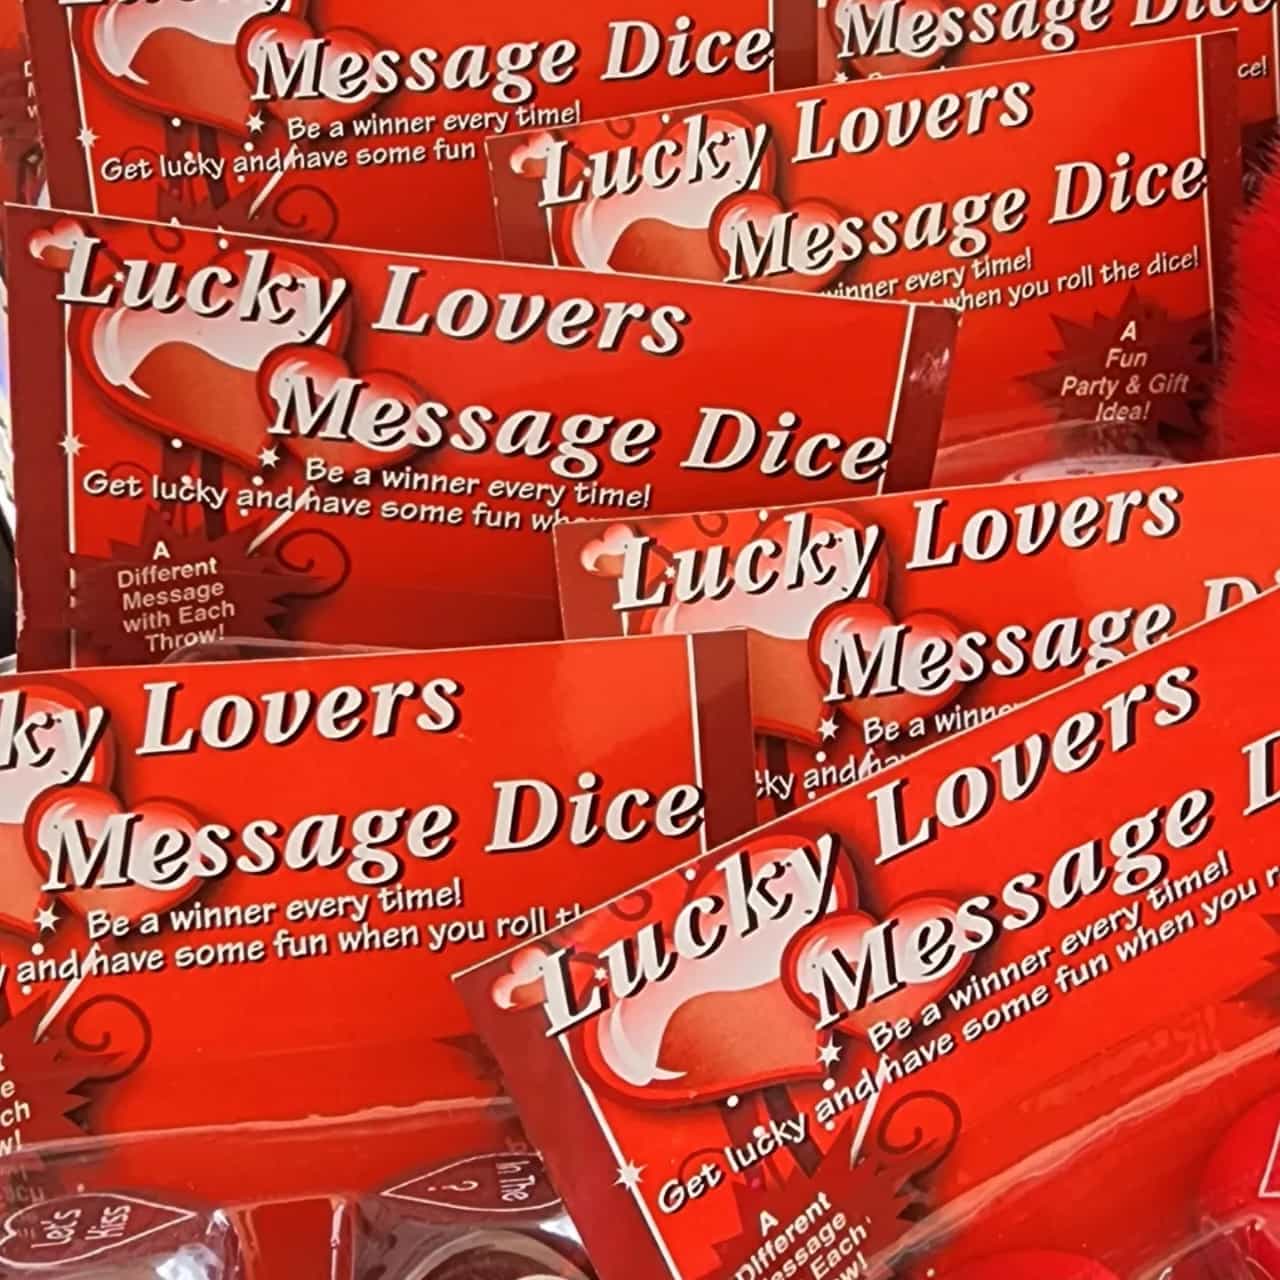 Message Dice
Be a winner every time!
Get lucky and have some fun
Message Dice
ce!
Lucky Lovers
Message Dice
winner every time!
when you roll the dice!
A
Fun
Party & Gift
Idea!
Lucky Lovers
Message Dice
Be a winner every time!
Get lucky and have some fun
A
Different
Message
with Each
Throw!
Lucky Lovers
Message
Be a
and
Lovers
Message Dice
Be a winner every time!
and have some fun when you roll
Lucky Lovers
Message
Be a winner every time!
Get lucky and have some fun when you
A
Different
Message
Each
Let's
Kiss
?
In The